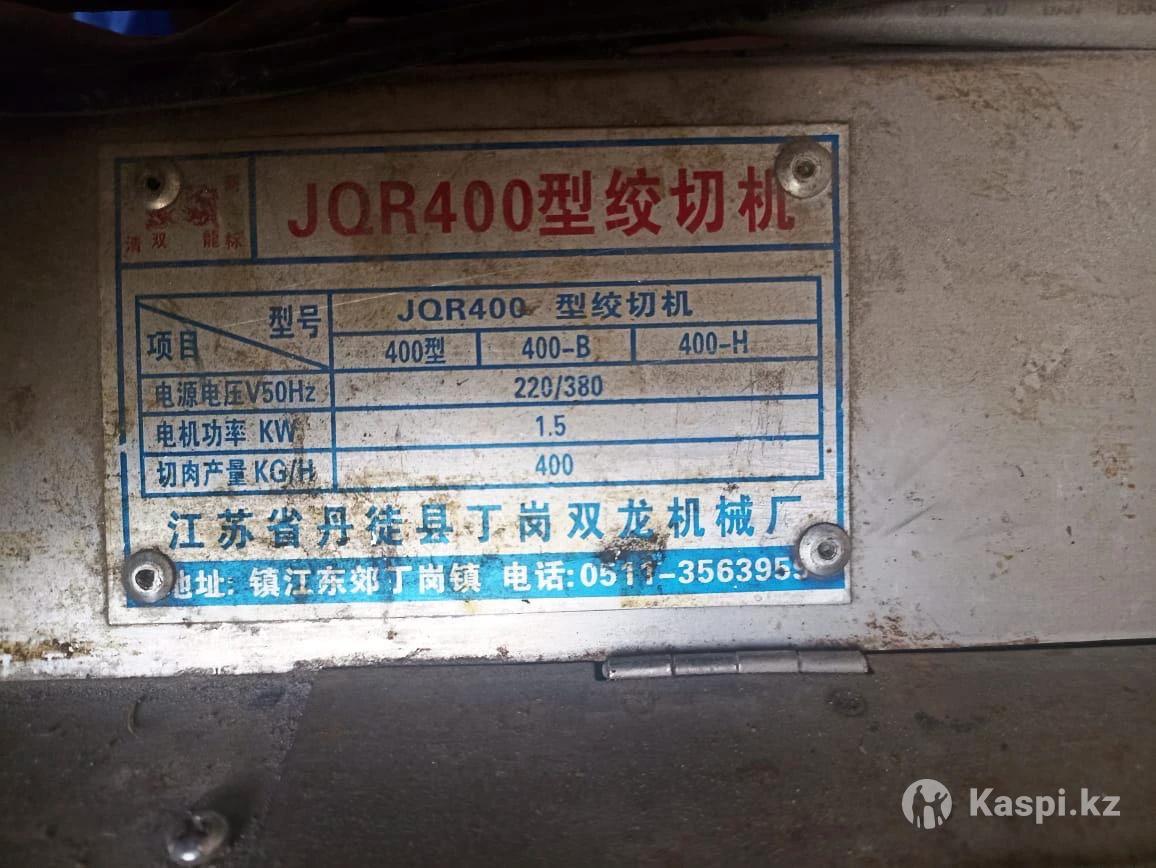 JQR400型绞切机
清双 能标
型号
项目
JQR400 型绞切机
400型 400-B 400-H
电源电压V50Hz 220/380
电机功率 KW 1.5
切肉产量KG/H 400
江苏省丹徒县丁岗双龙机械厂
地址: 镇江东郊丁岗镇 电话:0511-3563955
Kaspi.kz